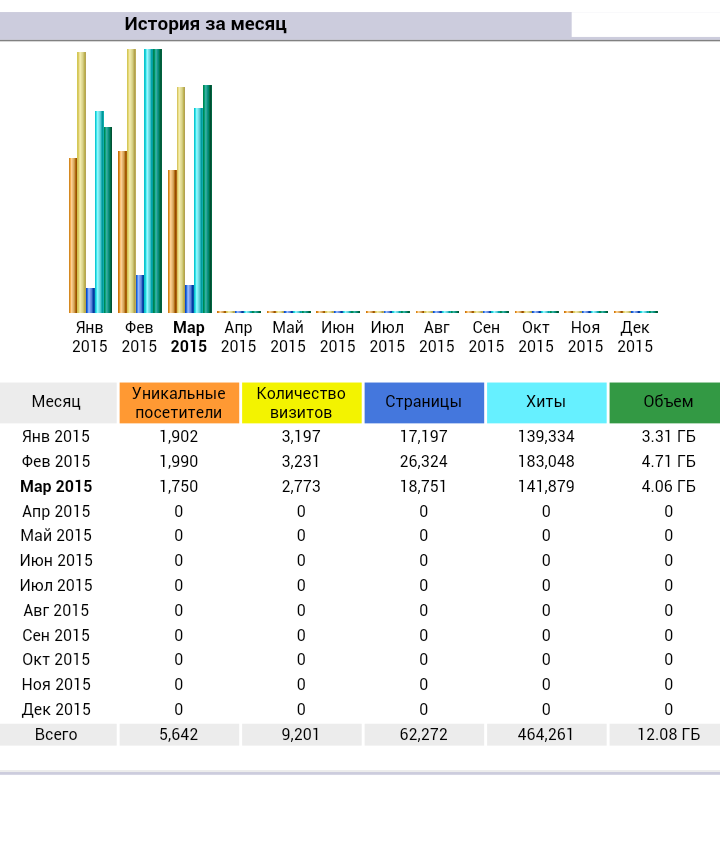 История за месяц
Янв Фев Мар Апр Май Июн Июл Авг Сен Окт Ноя Дек
2015 2015 2015 2015 2015 2015 2015 2015 2015 2015 2015 2015
Месяц Уникальные посетители Количество визитов Страницы Хиты Объем
Янв 2015 1,902 3,197 17,197 139,334 3.31 ГБ
Фев 2015 1,990 3,231 26,324 183,048 4.71 ГБ
Мар 2015 1,750 2,773 18,751 141,879 4.06 ГБ
Апр 2015 0 0 0 0 0
Май 2015 0 0 0 0 0
Июн 2015 0 0 0 0 0
Июл 2015 0 0 0 0 0
Авг 2015 0 0 0 0 0
Сен 2015 0 0 0 0 0
Окт 2015 0 0 0 0 0
Ноя 2015 0 0 0 0 0
Дек 2015 0 0 0 0 0
Всего 5,642 9,201 62,272 464,261 12.08 ГБ